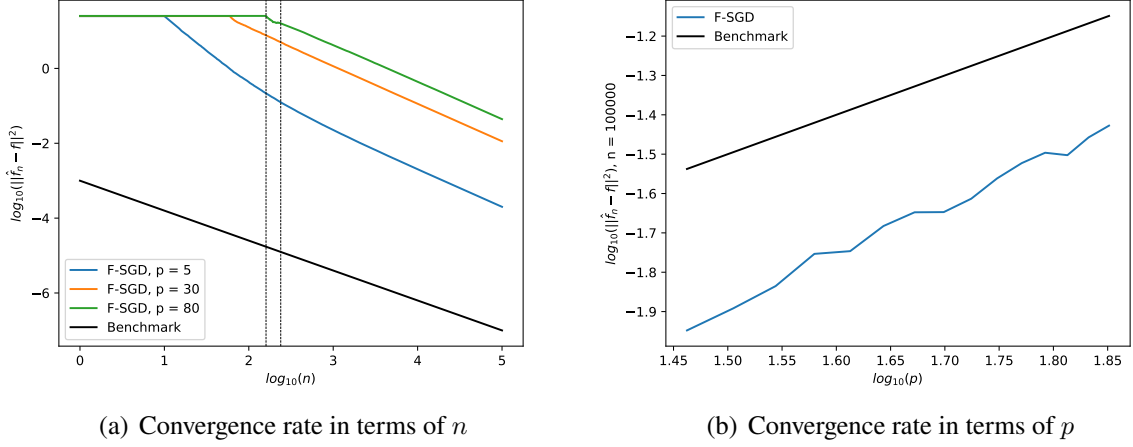 0
−2
−4
−6
log₁₀(||f̂ₙ − f||²)
F-SGD, p = 5
F-SGD, p = 30
F-SGD, p = 80
Benchmark
0
1
2
3
4
5
log₁₀(n)
(a) Convergence rate in terms of n
−1.2
−1.3
−1.4
−1.5
−1.6
−1.7
−1.8
−1.9
log₁₀(||f̂ₙ − f||²), n = 100000
F-SGD
Benchmark
1.45
1.50
1.55
1.60
1.65
1.70
1.75
1.80
1.85
log₁₀(p)
(b) Convergence rate in terms of p